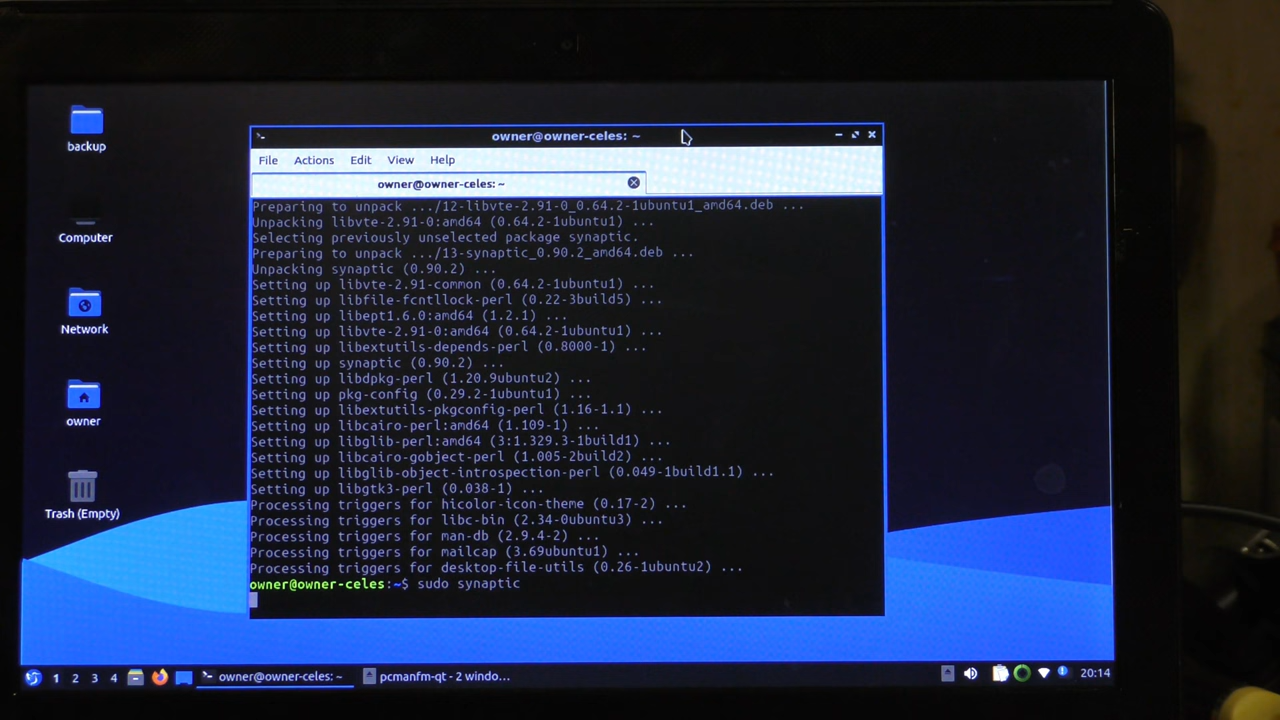 backup
Computer
Network
owner
Trash (Empty)
owner@owner-celes: ~
File Actions Edit View Help
owner@owner-celes: ~
Preparing to unpack .../12-libvte-2.91-0_0.64.2-1ubuntu1_amd64.deb ...
Unpacking libvte-2.91-0:amd64 (0.64.2-1ubuntu1) ...
Selecting previously unselected package synaptic.
Preparing to unpack .../13-synaptic_0.90.2_amd64.deb ...
Unpacking synaptic (0.90.2) ...
Setting up libvte-2.91-common (0.64.2-1ubuntu1) ...
Setting up libfile-fcntllock-perl (0.22-3build5) ...
Setting up libept1.6.0:amd64 (1.2.1) ...
Setting up libvte-2.91-0:amd64 (0.64.2-1ubuntu1) ...
Setting up libextutils-depends-perl (0.8000-1) ...
Setting up synaptic (0.90.2) ...
Setting up libdpkg-perl (1.20.9ubuntu2) ...
Setting up pkg-config (0.29.2-1ubuntu1) ...
Setting up libextutils-pkgconfig-perl (1.16-1.1) ...
Setting up libcairo-perl:amd64 (1.109-1) ...
Setting up libglib-perl:amd64 (3:1.329.3-1build1) ...
Setting up libcairo-gobject-perl (1.005-2build2) ...
Setting up libglib-object-introspection-perl (0.049-1build1.1) ...
Setting up libgtk3-perl (0.038-1) ...
Processing triggers for hicolor-icon-theme (0.17-2) ...
Processing triggers for libc-bin (2.34-0ubuntu3) ...
Processing triggers for man-db (2.9.4-2) ...
Processing triggers for mailcap (3.69ubuntu1) ...
Processing triggers for desktop-file-utils (0.26-1ubuntu2) ...
owner@owner-celes:~$ sudo synaptic
1 2 3 4 owner@owner-celes: ~ pcmanfm-qt - 2 windo... 20:14